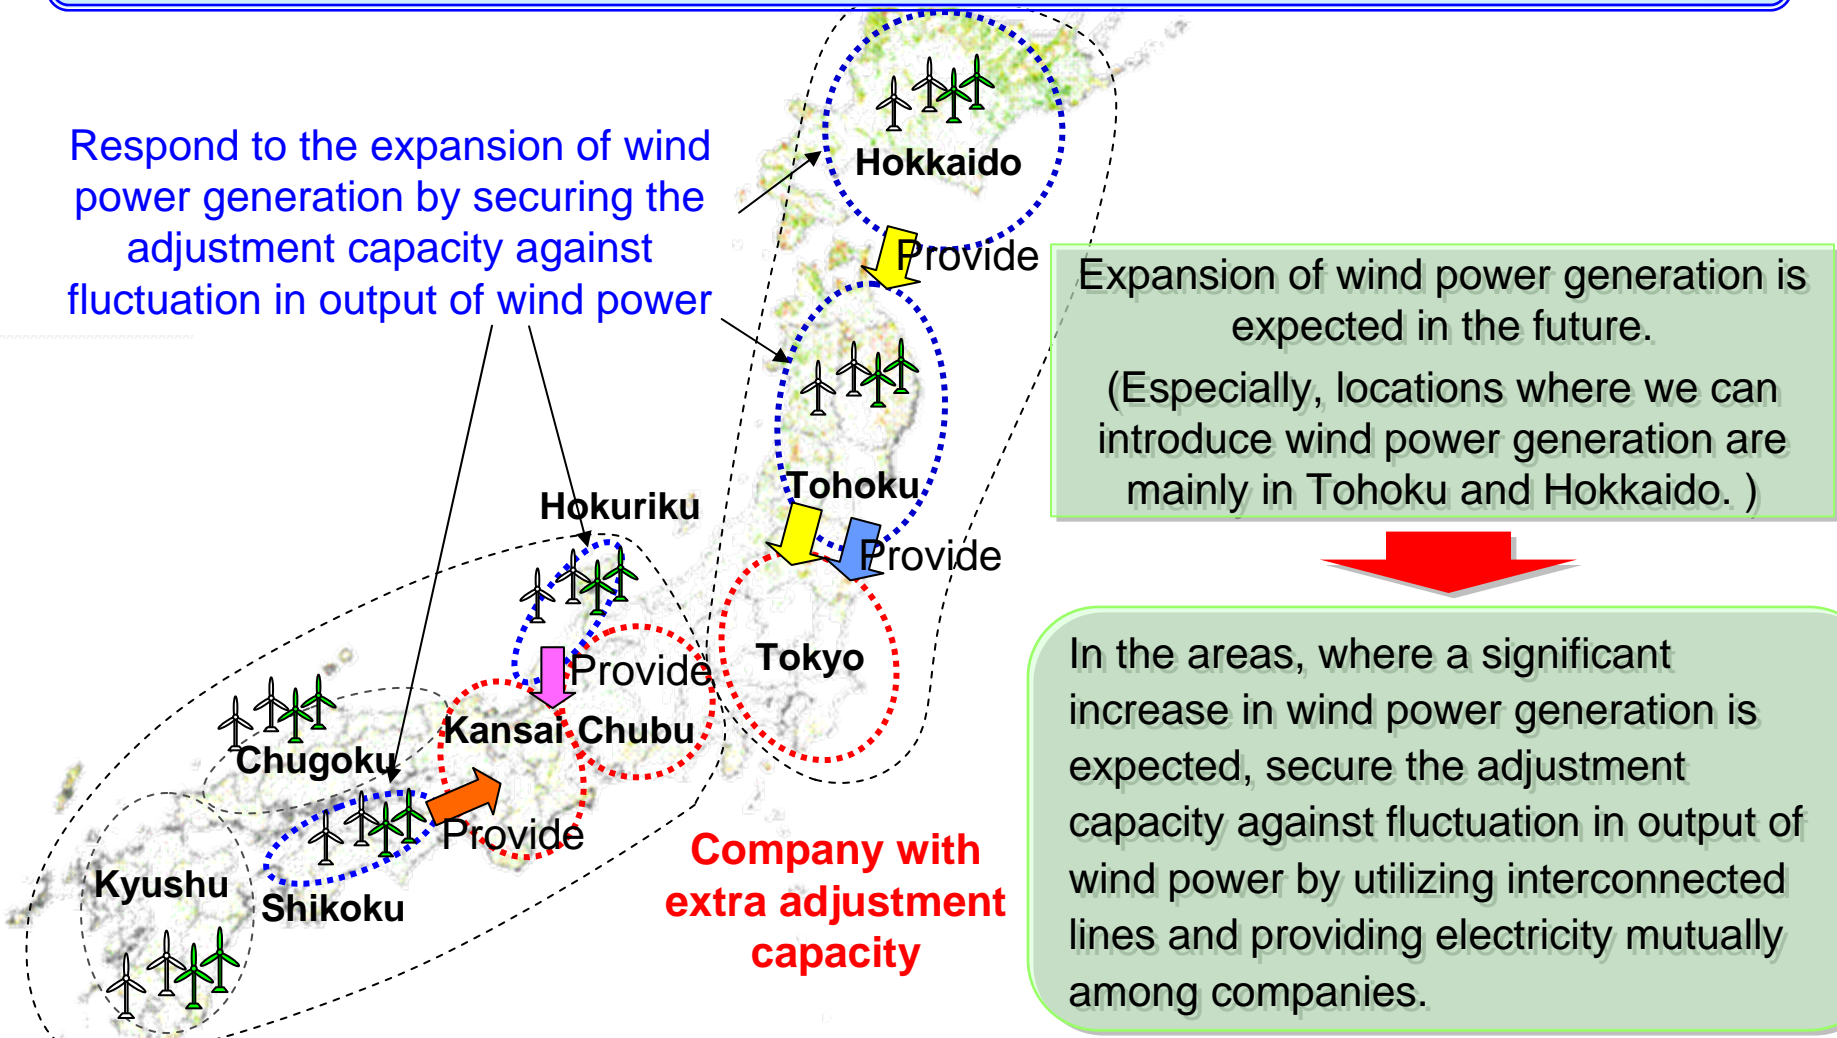 Respond to the expansion of wind
power generation by securing the
adjustment capacity against
fluctuation in output of wind power
Hokkaido
Provide
Expansion of wind power generation is
expected in the future.
(Especially, locations where we can
introduce wind power generation are
mainly in Tohoku and Hokkaido. )
Tohoku
Hokuriku
Provide
Tokyo
Provide
Kansai
Chubu
Chugoku
Provide
Kyushu
Shikoku
Company with
extra adjustment
capacity
In the areas, where a significant
increase in wind power generation is
expected, secure the adjustment
capacity against fluctuation in output of
wind power by utilizing interconnected
lines and providing electricity mutually
among companies.